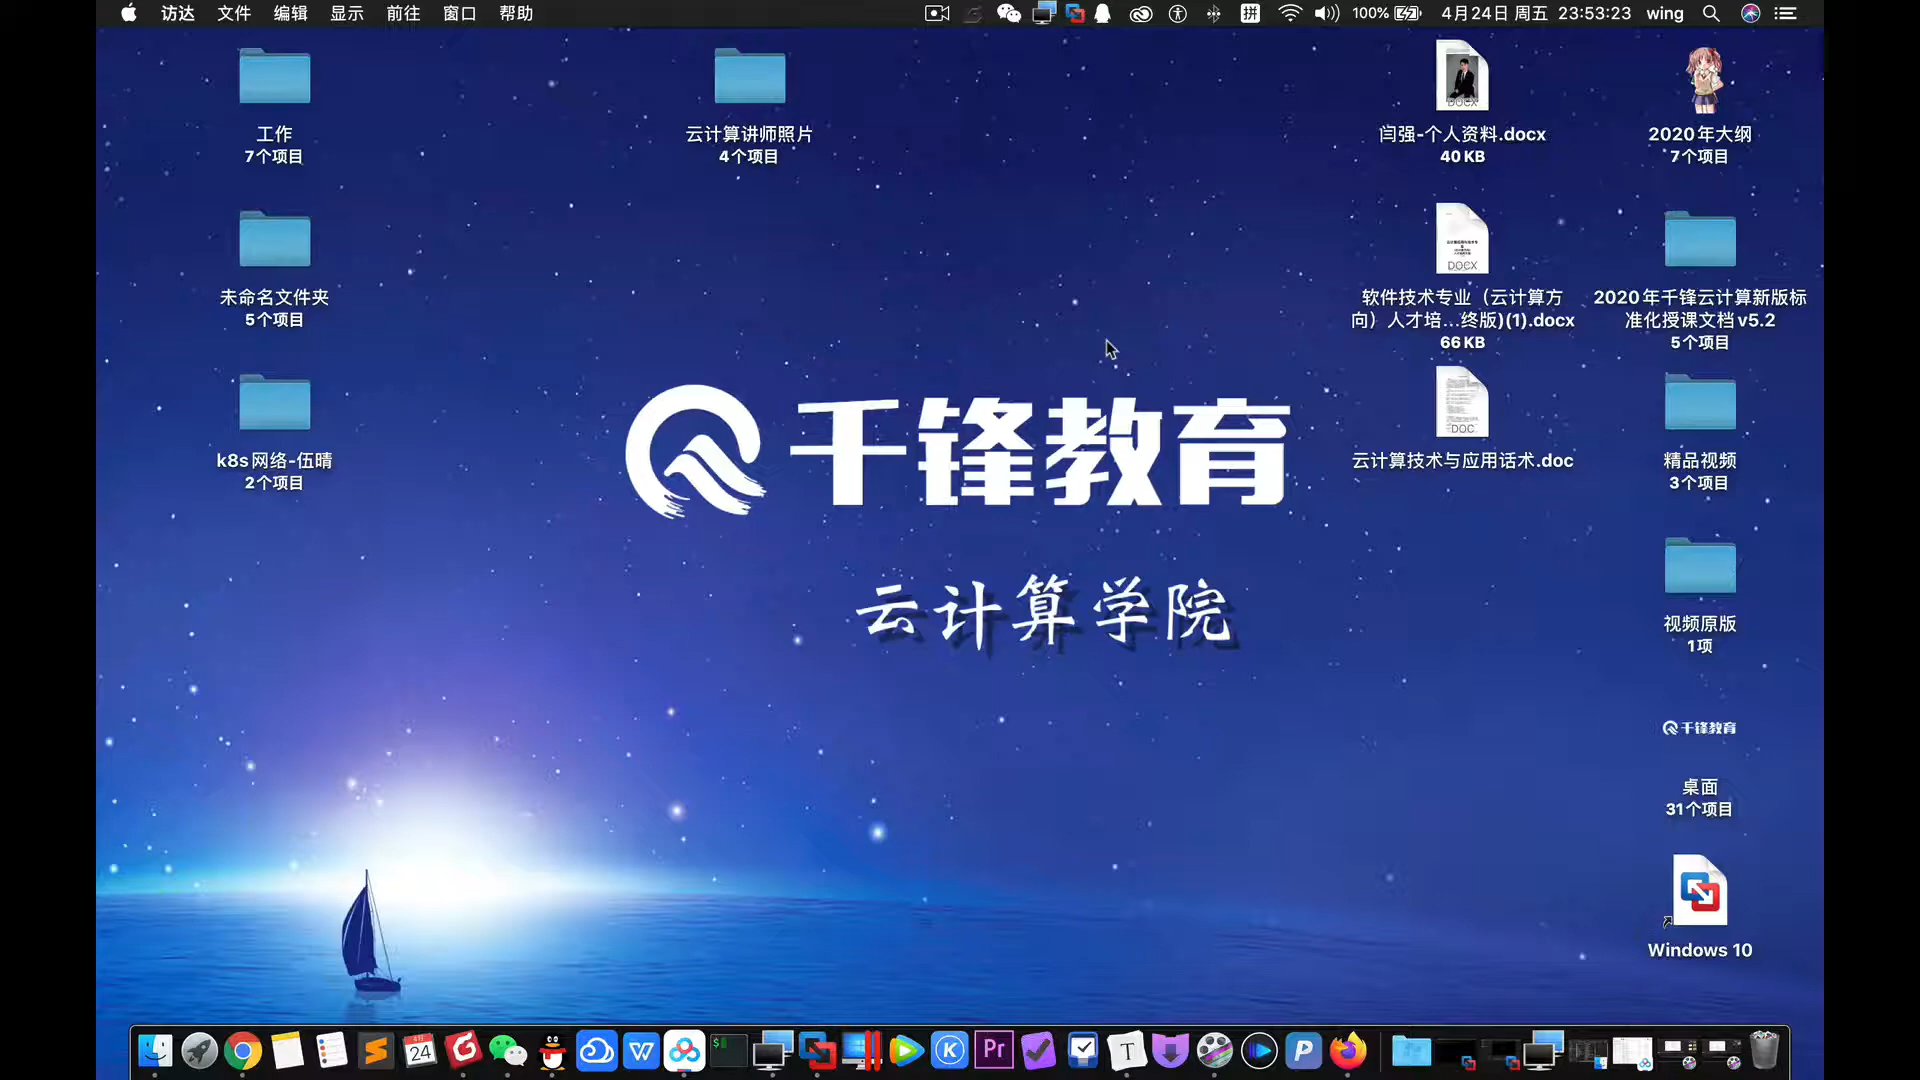 访达 文件 编辑 显示 前往 窗口 帮助
拼 100% 4月24日 周五 23:53:23 wing
工作
7个项目
云计算讲师照片
4个项目
DOCX
闫强-个人资料.docx
40 KB
2020年大纲
7个项目
未命名文件夹
5个项目
DOCX
软件技术专业（云计算方
向）人才培...终版)(1).docx
66 KB
2020年千锋云计算新版标
准化授课文档v5.2
5个项目
k8s网络-伍晴
2个项目
DOC
云计算技术与应用话术.doc
精品视频
3个项目
千锋教育
云计算学院
视频原版
1项
千锋教育
桌面
31个项目
Windows 10
24
W
$
K
Pr
T
P